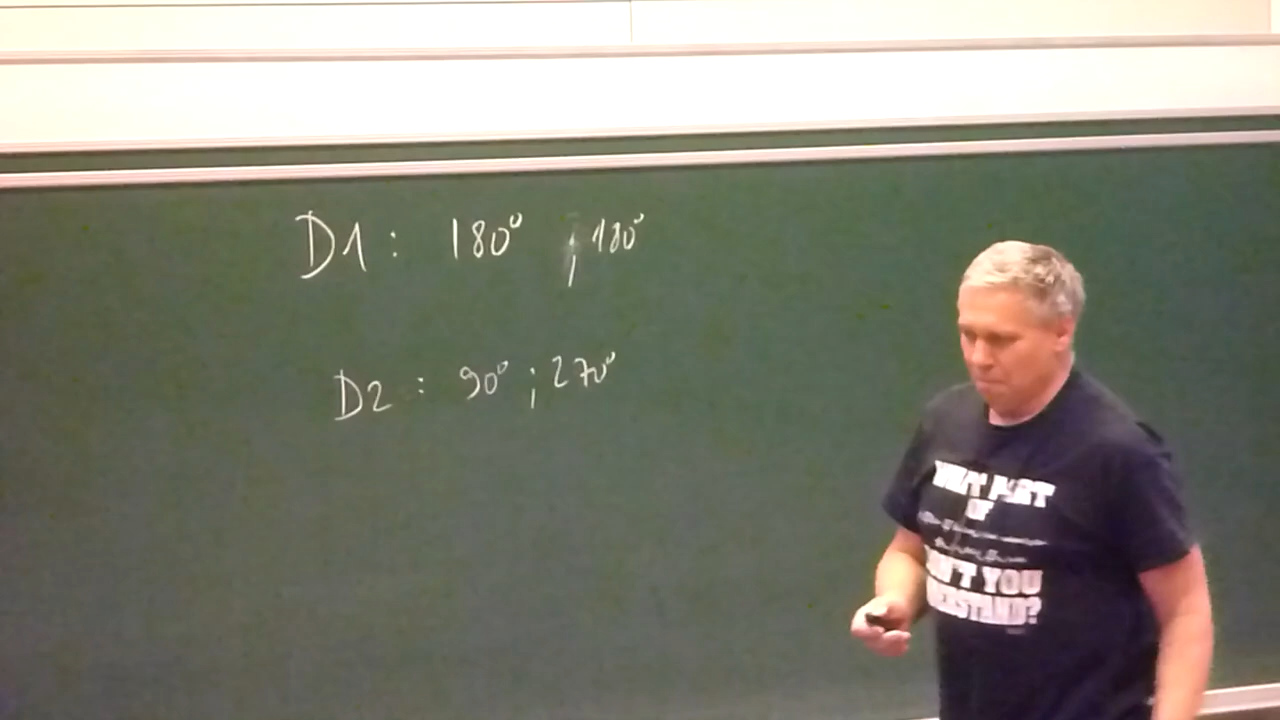 D1: 180° ; 180°
D2 : 90° ; 270°
WHAT PART
OF
DON'T YOU
UNDERSTAND?